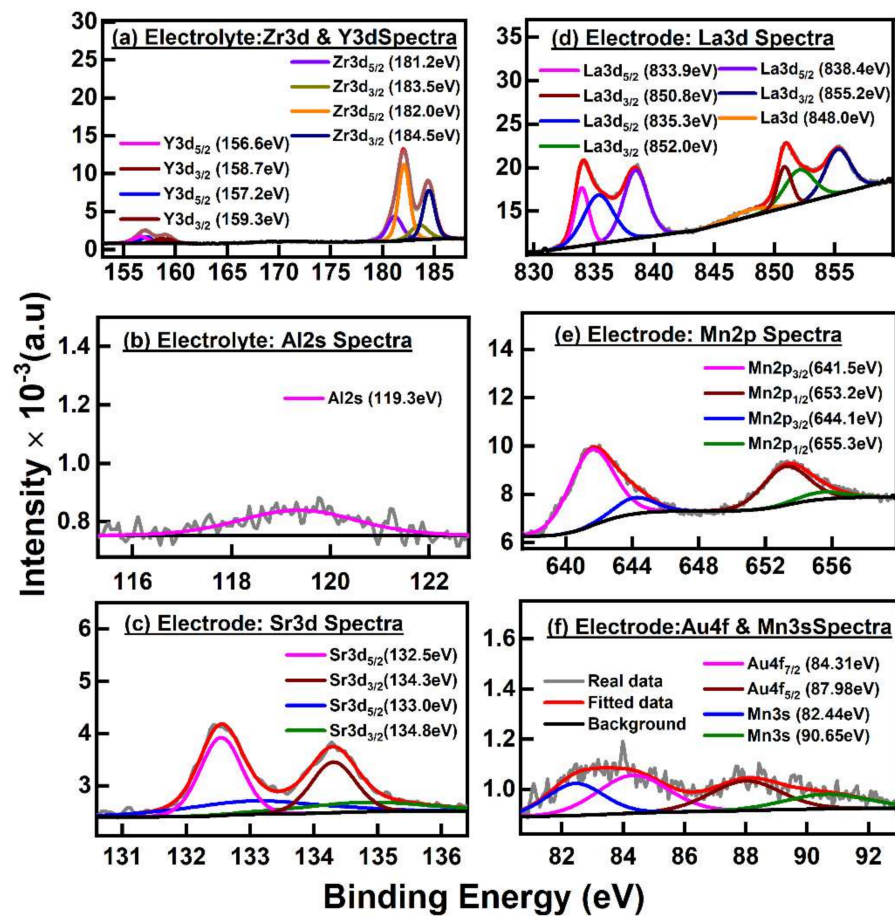 Intensity × 10⁻³(a.u
(a) Electrolyte:Zr3d & Y3dSpectra
30
25
20
15
10
5
0
Zr3d₅/₂ (181.2eV)
Zr3d₃/₂ (183.5eV)
Zr3d₅/₂ (182.0eV)
Zr3d₃/₂ (184.5eV)
Y3d₅/₂ (156.6eV)
Y3d₃/₂ (158.7eV)
Y3d₅/₂ (157.2eV)
Y3d₃/₂ (159.3eV)
155 160 165 170 175 180 185
(d) Electrode: La3d Spectra
35
30
25
20
15
La3d₅/₂ (833.9eV)
La3d₃/₂ (850.8eV)
La3d₅/₂ (835.3eV)
La3d₃/₂ (852.0eV)
La3d₅/₂ (838.4eV)
La3d₃/₂ (855.2eV)
La3d (848.0eV)
830 835 840 845 850 855
(b) Electrolyte: Al2s Spectra
1.4
1.2
1.0
0.8
Al2s (119.3eV)
116 118 120 122
(e) Electrode: Mn2p Spectra
14
12
10
8
6
Mn2p₃/₂(641.5eV)
Mn2p₁/₂(653.2eV)
Mn2p₃/₂(644.1eV)
Mn2p₁/₂(655.3eV)
640 644 648 652 656
(c) Electrode: Sr3d Spectra
6
5
4
3
Sr3d₅/₂(132.5eV)
Sr3d₃/₂(134.3eV)
Sr3d₅/₂(133.0eV)
Sr3d₃/₂(134.8eV)
131 132 133 134 135 136
(f) Electrode:Au4f & Mn3sSpectra
1.6
1.4
1.2
1.0
Real data
Fitted data
Background
Au4f₇/₂ (84.31eV)
Au4f₅/₂ (87.98eV)
Mn3s (82.44eV)
Mn3s (90.65eV)
82 84 86 88 90 92
Binding Energy (eV)